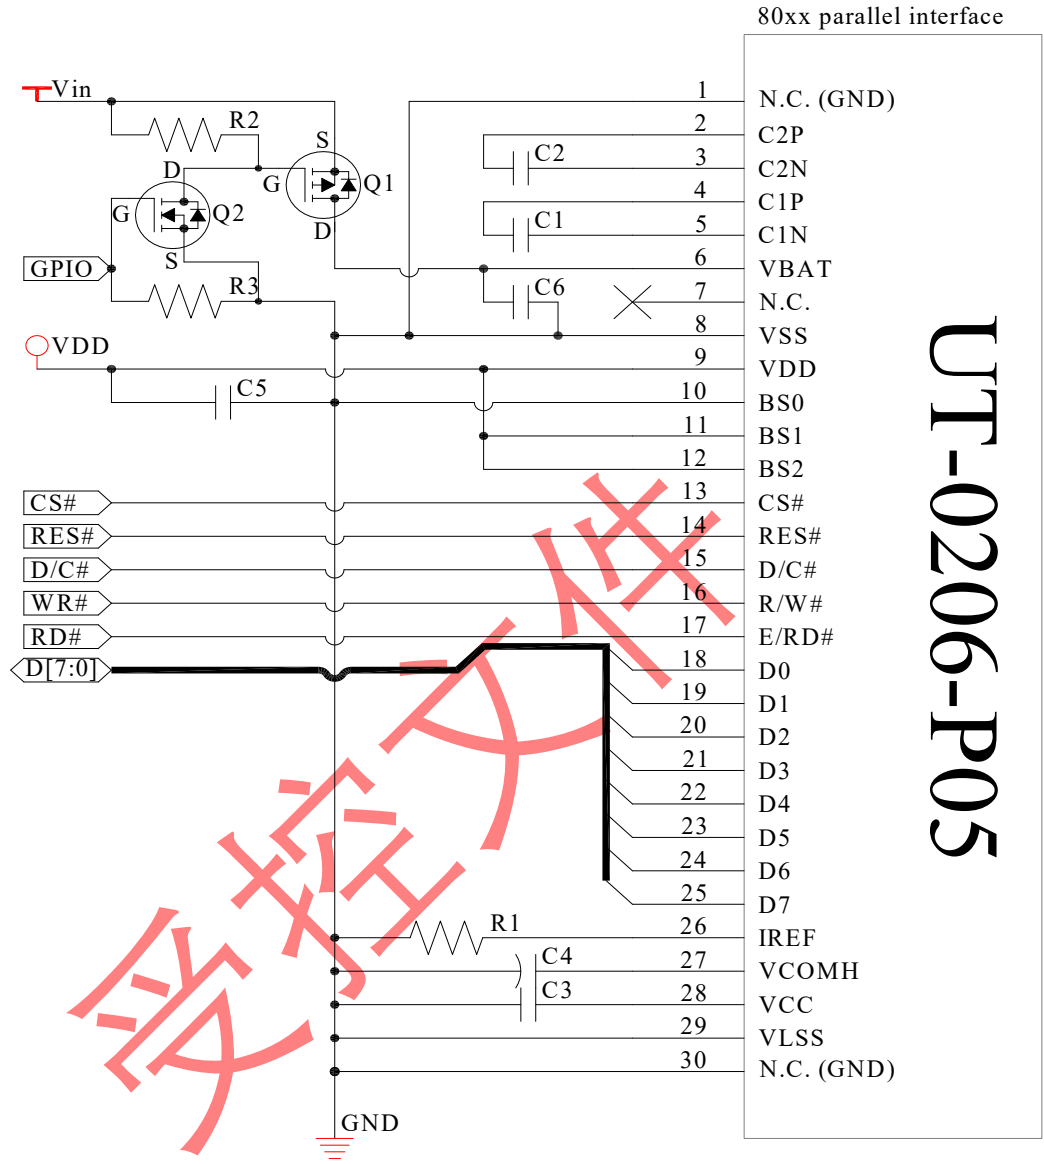 80xx parallel interface
Vin
R2
S
D
G
Q1
G
Q2
D
S
GPIO
R3
VDD
C5
C2
C1
C6
CS#
RES#
D/C#
WR#
RD#
D[7:0]
R1
C4
C3
GND
1 N.C. (GND)
2 C2P
3 C2N
4 C1P
5 C1N
6 VBAT
7 N.C.
8 VSS
9 VDD
10 BS0
11 BS1
12 BS2
13 CS#
14 RES#
15 D/C#
16 R/W#
17 E/RD#
18 D0
19 D1
20 D2
21 D3
22 D4
23 D5
24 D6
25 D7
26 IREF
27 VCOMH
28 VCC
29 VLSS
30 N.C. (GND)
UT-0206-P05
受控文件